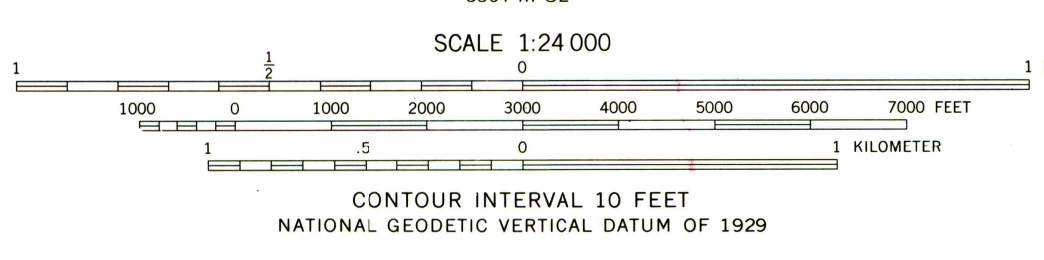 SCALE 1:24 000
1 1/2 0 1
1000 0 1000 2000 3000 4000 5000 6000 7000 FEET
1 .5 0 1 KILOMETER
CONTOUR INTERVAL 10 FEET
NATIONAL GEODETIC VERTICAL DATUM OF 1929